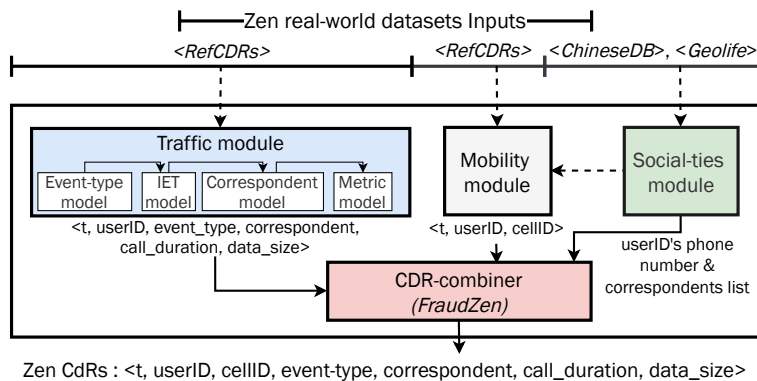 Zen real-world datasets Inputs
<RefCDRs>
<RefCDRs>
<ChineseDB>, <Geolife>
Traffic module
Event-type
model
IET
model
Correspondent
model
Metric
model
<t, userID, event_type, correspondent,
call_duration, data_size>
Mobility
module
<t, userID, cellID>
Social-ties
module
userID's phone
number &
correspondents list
CDR-combiner
(FraudZen)
Zen CdRs : <t, userID, cellID, event-type, correspondent, call_duration, data_size>